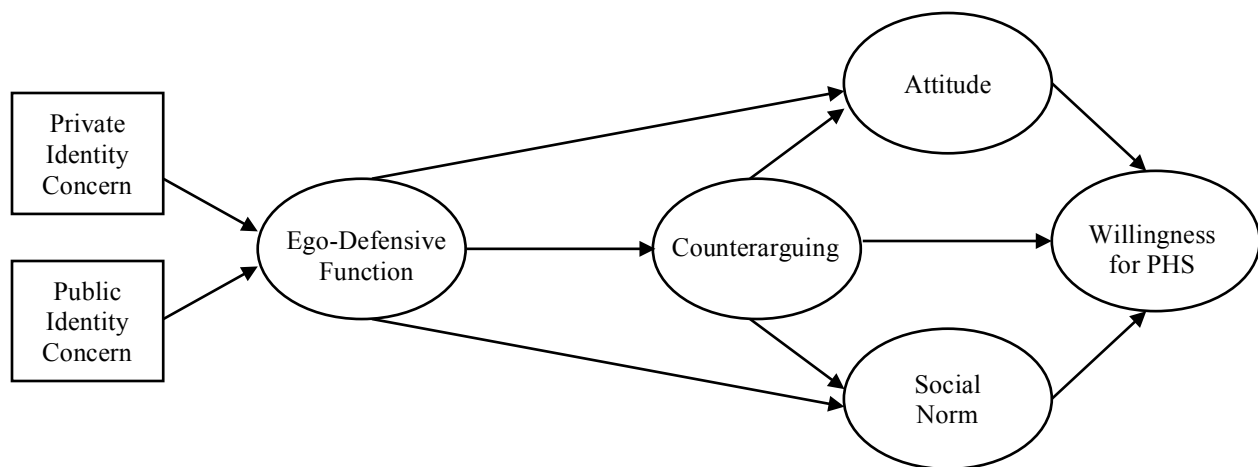 Private
Identity
Concern
Public
Identity
Concern
Ego-Defensive
Function
Counterarguing
Attitude
Social
Norm
Willingness
for PHS